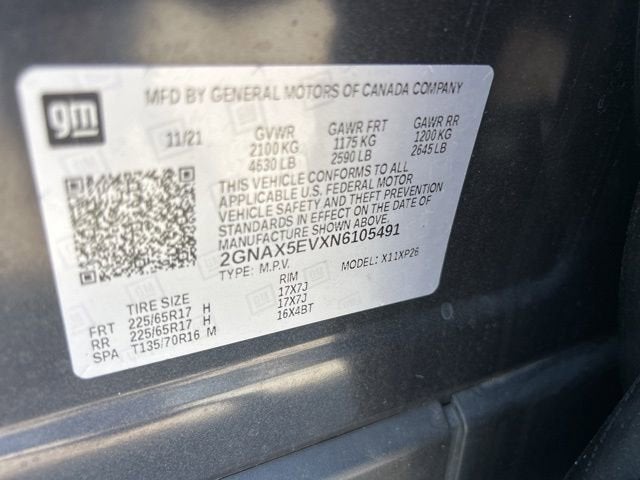 gm
MFD BY GENERAL MOTORS OF CANADA COMPANY
11/21
GVWR
2100 KG
4630 LB
GAWR FRT
1175 KG
2590 LB
GAWR RR
1200 KG
2645 LB
THIS VEHICLE CONFORMS TO ALL
APPLICABLE U.S. FEDERAL MOTOR
VEHICLE SAFETY AND THEFT PREVENTION
STANDARDS IN EFFECT ON THE DATE OF
MANUFACTURE SHOWN ABOVE.
2GNAX5EVXN6105491
TYPE: M.P.V. MODEL: X11XP26
TIRE SIZE RIM
FRT 225/65R17 H 17X7J
RR 225/65R17 H 17X7J
SPA T135/70R16 M 16X4BT